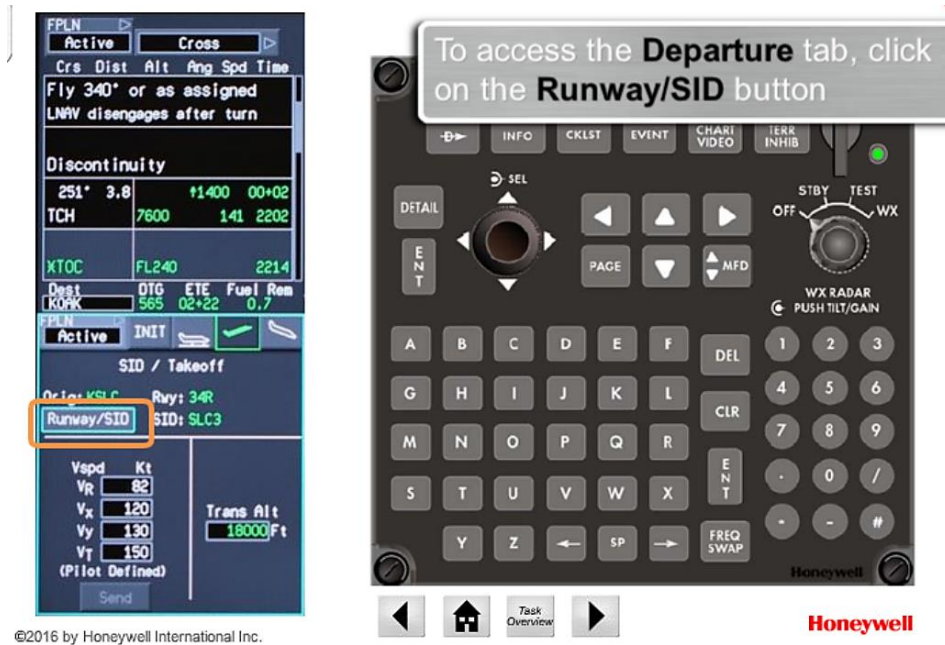 FPLN
Active Cross
Crs Dist Alt Ang Spd Time
Fly 340° or as assigned
LNAV disengages after turn
Discontinuity
251° 3.8 ↑1400 00+02
TCH 7600 141 2202
XTOC FL240 2214
Dest DTG ETE Fuel Rem
KOAK 565 02+22 0.7
FPLN
Active INIT
SID / Takeoff
Orig: KSLC Rwy: 34R
Runway/SID SID: SLC3
Vspd Kt
VR 82
Vx 120
Vy 130
VT 150
(Pilot Defined)
Send
Trans Alt
18000 Ft
©2016 by Honeywell International Inc.
To access the Departure tab, click
on the Runway/SID button
D INFO CKLST EVENT CHART VIDEO TERR INHIB
SEL
DETAIL
ENT
PAGE MFD
OFF STBY TEST WX
WX RADAR
PUSH TILT/GAIN
A B C D E F DEL 1 2 3
G H I J K L CLR 4 5 6
M N O P Q R 7 8 9
S T U V W X ENT . 0 /
Y Z ← SP → FREQ SWAP * - #
Honeywell
Task
Overview
Honeywell